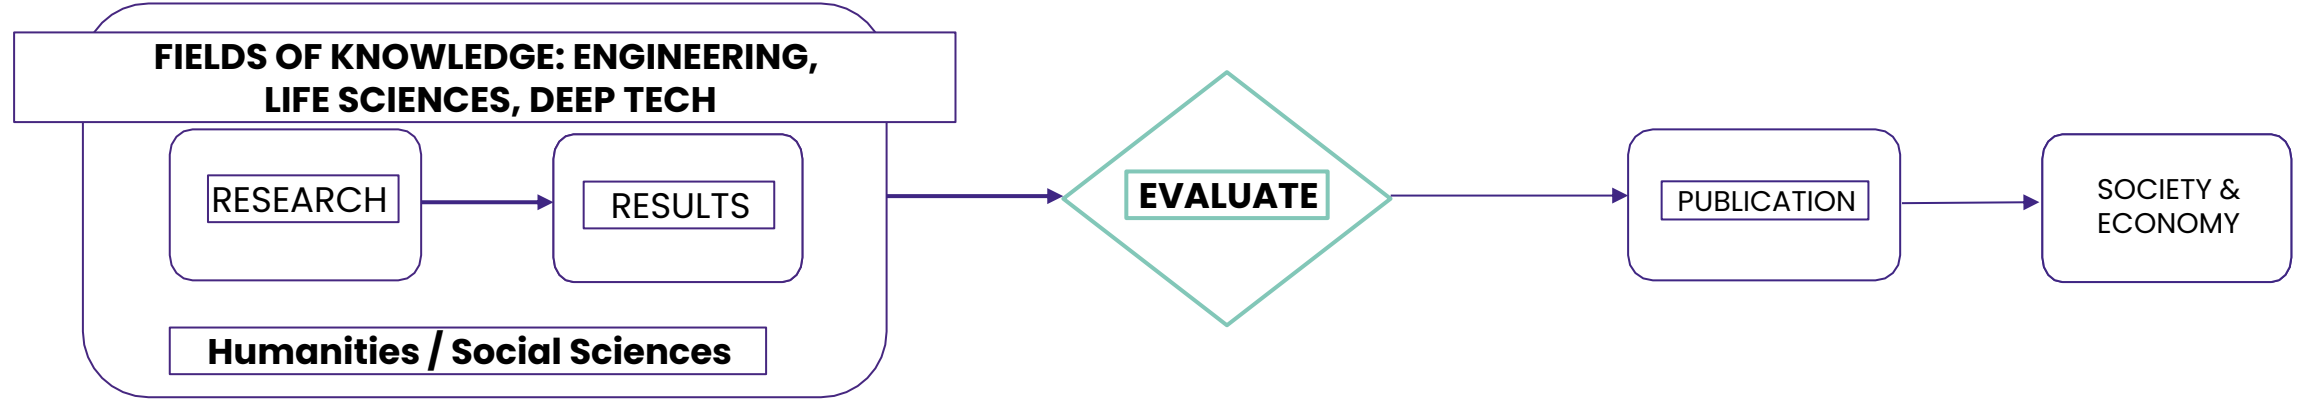 FIELDS OF KNOWLEDGE: ENGINEERING,
LIFE SCIENCES, DEEP TECH
RESEARCH
RESULTS
Humanities / Social Sciences
EVALUATE
PUBLICATION
SOCIETY &
ECONOMY